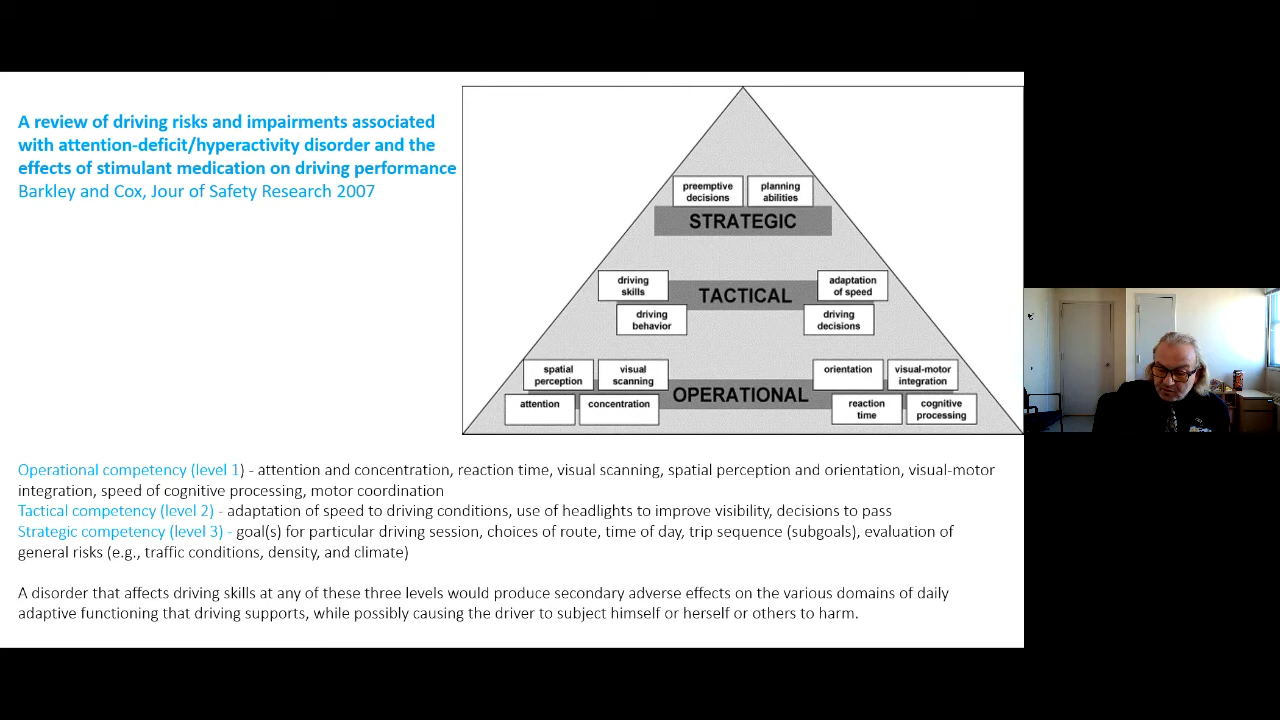 A review of driving risks and impairments associated
with attention-deficit/hyperactivity disorder and the
effects of stimulant medication on driving performance
Barkley and Cox, Jour of Safety Research 2007
preemptive
decisions
planning
abilities
STRATEGIC
driving
skills
adaptation
of speed
TACTICAL
driving
behavior
driving
decisions
spatial
perception
visual
scanning
orientation
visual-motor
integration
OPERATIONAL
attention
concentration
reaction
time
cognitive
processing
Operational competency (level 1) - attention and concentration, reaction time, visual scanning, spatial perception and orientation, visual-motor
integration, speed of cognitive processing, motor coordination
Tactical competency (level 2) - adaptation of speed to driving conditions, use of headlights to improve visibility, decisions to pass
Strategic competency (level 3) - goal(s) for particular driving session, choices of route, time of day, trip sequence (subgoals), evaluation of
general risks (e.g., traffic conditions, density, and climate)
A disorder that affects driving skills at any of these three levels would produce secondary adverse effects on the various domains of daily
adaptive functioning that driving supports, while possibly causing the driver to subject himself or herself or others to harm.